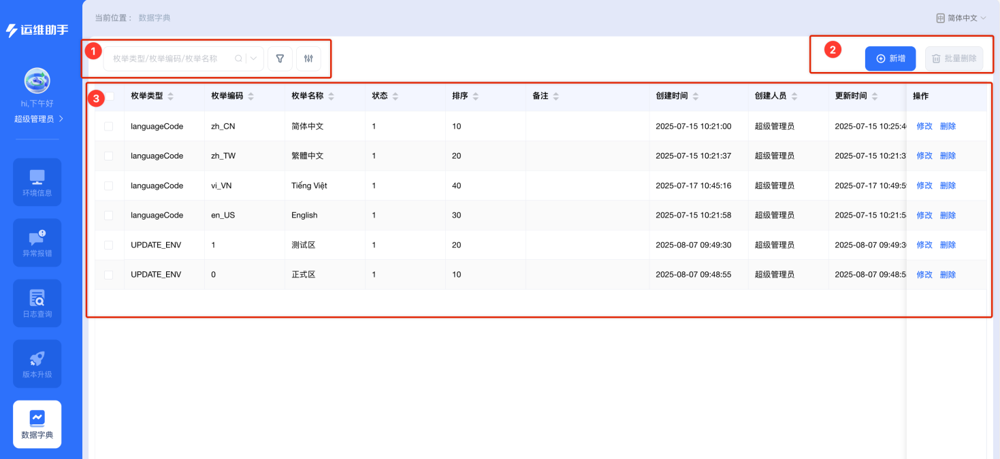 当前位置： 数据字典
简体中文
运维助手
hi,下午好
超级管理员
环境信息
异常报错
日志查询
版本升级
数据字典
1
枚举类型/枚举编码/枚举名称
2
新增 批量删除
3
枚举类型 枚举编码 枚举名称 状态 排序 备注 创建时间 创建人员 更新时间 操作
languageCode zh_CN 简体中文 1 10 2025-07-15 10:21:00 超级管理员 2025-07-15 10:25:4 修改 删除
languageCode zh_TW 繁體中文 1 20 2025-07-15 10:21:37 超级管理员 2025-07-15 10:21:3 修改 删除
languageCode vi_VN Tiếng Việt 1 40 2025-07-17 10:45:16 超级管理员 2025-07-17 10:49:5 修改 删除
languageCode en_US English 1 30 2025-07-15 10:21:58 超级管理员 2025-07-15 10:21:5 修改 删除
UPDATE_ENV 1 测试区 1 20 2025-08-07 09:49:30 超级管理员 2025-08-07 09:49:3 修改 删除
UPDATE_ENV 0 正式区 1 10 2025-08-07 09:48:55 超级管理员 2025-08-07 09:48:5 修改 删除